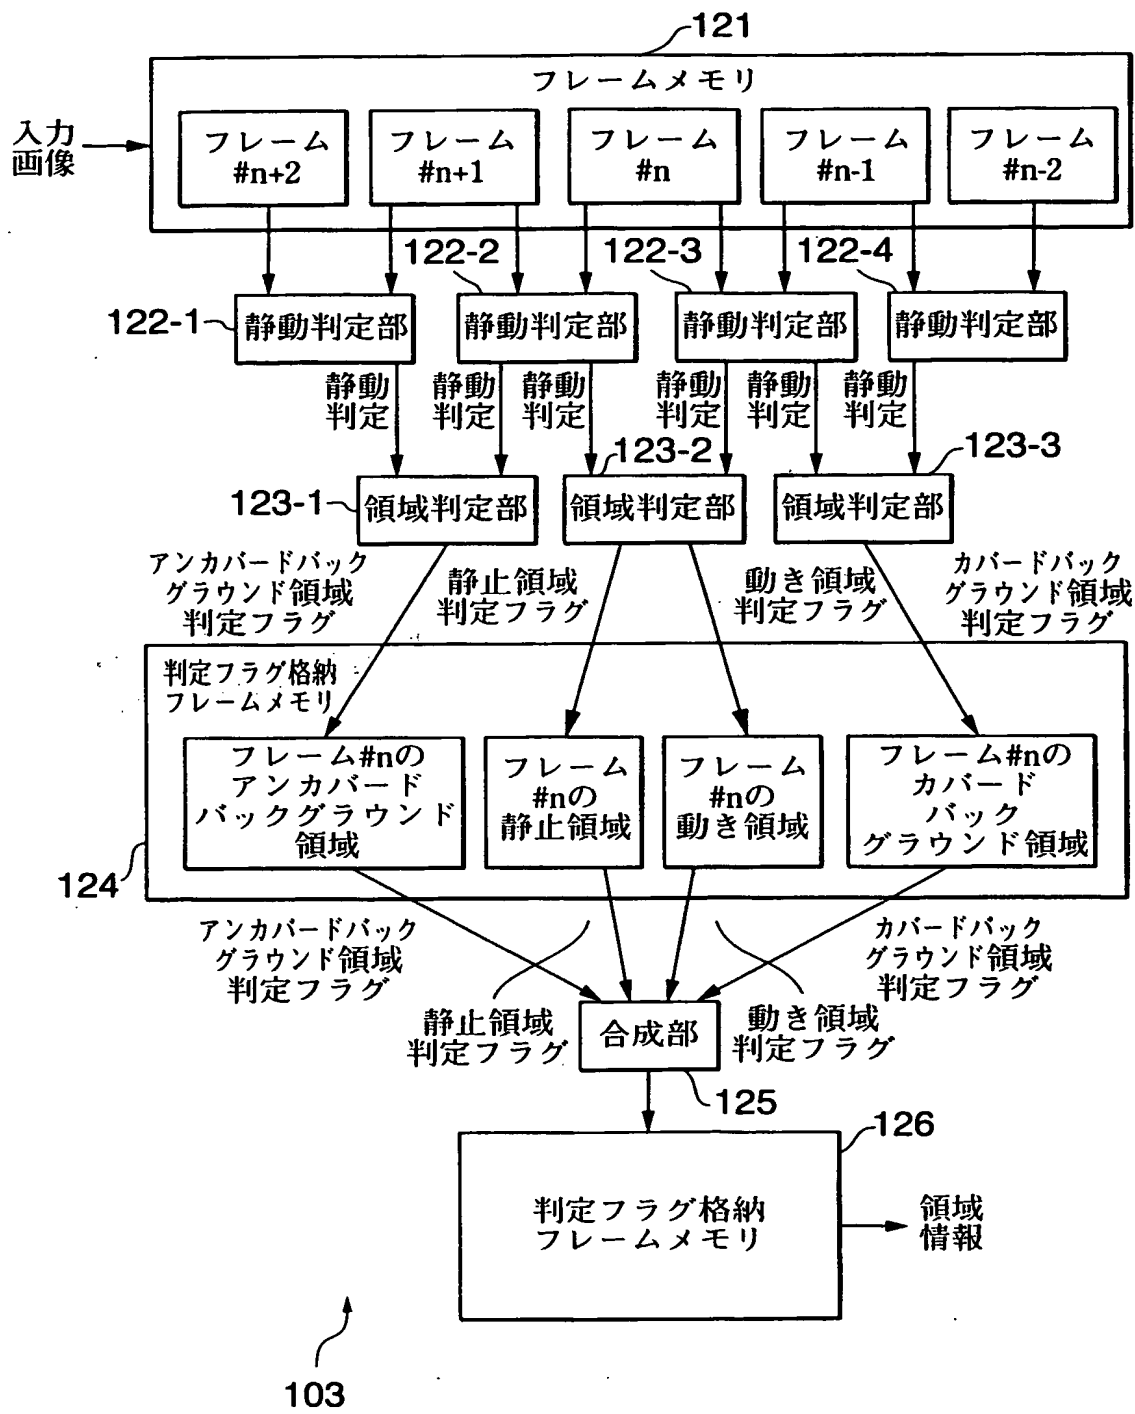 121
フレームメモリ
入力
画像
フレーム
#n+2
フレーム
#n+1
フレーム
#n
フレーム
#n-1
フレーム
#n-2
122-2
122-3
122-4
122-1
静動判定部
静動判定部
静動判定部
静動判定部
静動
判定
静動
判定
静動
判定
静動
判定
静動
判定
静動
判定
123-2
123-3
123-1
領域判定部
領域判定部
領域判定部
アンカバードバック
グラウンド領域
判定フラグ
静止領域
判定フラグ
動き領域
判定フラグ
カバードバック
グラウンド領域
判定フラグ
判定フラグ格納
フレームメモリ
フレーム#nの
アンカバード
バックグラウンド
領域
フレーム
#nの
静止領域
フレーム
#nの
動き領域
フレーム#nの
カバード
バック
グラウンド領域
124
アンカバードバック
グラウンド領域
判定フラグ
静止領域
判定フラグ
合成部
動き領域
判定フラグ
カバードバック
グラウンド領域
判定フラグ
125
126
判定フラグ格納
フレームメモリ
領域
情報
103